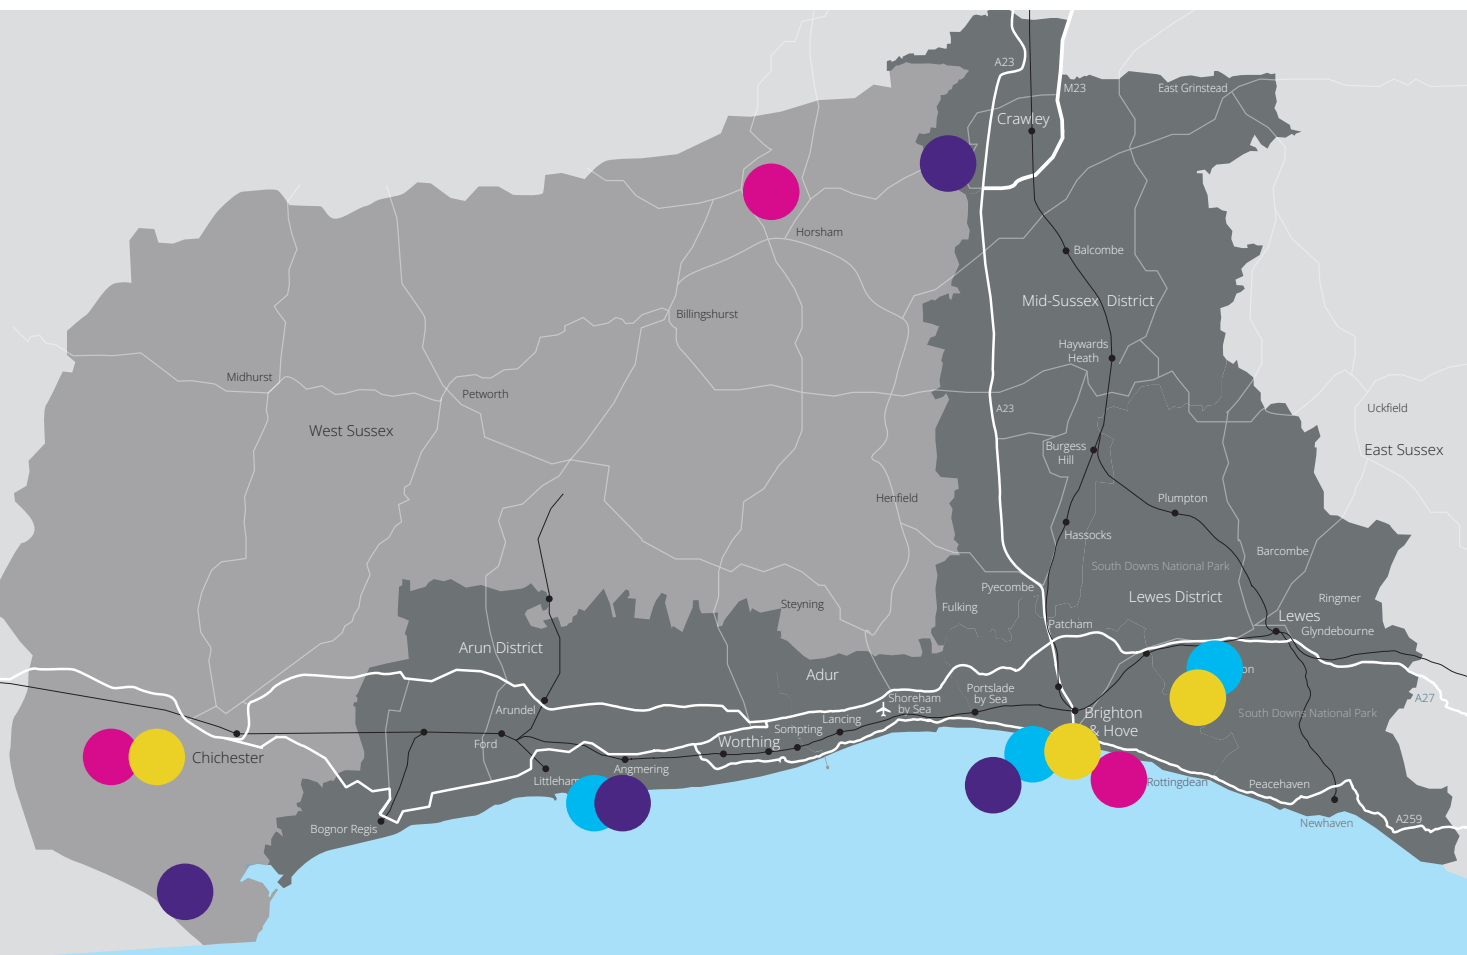 A23
M23
East Grinstead
Crawley
Horsham
Balcombe
Mid-Sussex District
Billingshurst
Haywards
Heath
Midhurst
Petworth
A23
Uckfield
West Sussex
Burgess
Hill
East Sussex
Henfield
Plumpton
Hassocks
Barcombe
South Downs National Park
Pyecombe
Lewes District
Ringmer
Steyning
Fulking
Patcham
Lewes
Glyndebourne
Arun District
Adur
on
Portslade
by Sea
Shoreham
by Sea
A27
Arundel
Lancing
Brighton
& Hove
South Downs National Park
Sompting
Ford
Worthing
Chichester
Angmering
Littleham
Rottingdean
Peacehaven
Bognor Regis
Newhaven
A259